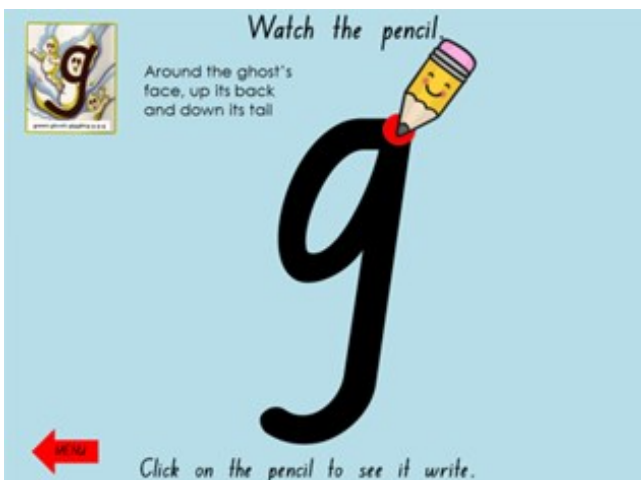 Watch the pencil.
Around the ghost's
face, up its back
and down its tail
g
g
MENU
Click on the pencil to see it write.